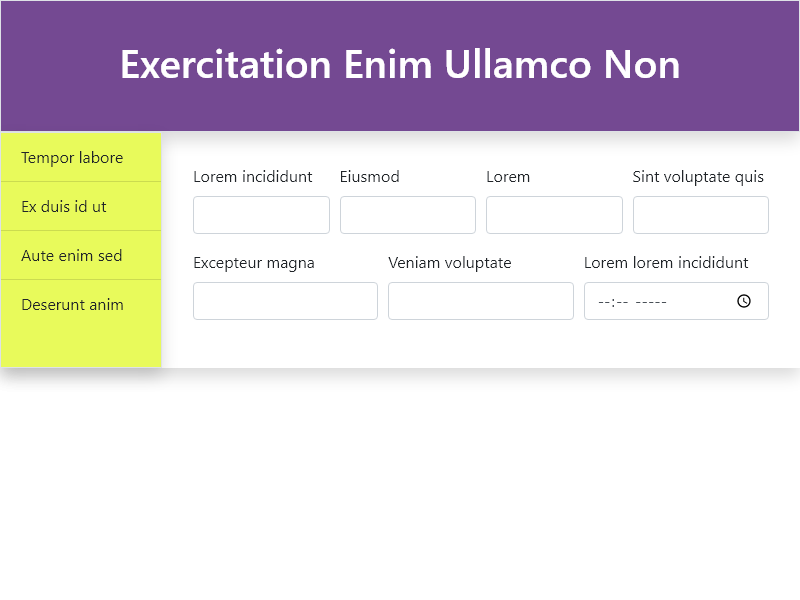 Exercitation Enim Ullamco Non
Tempor labore
Ex duis id ut
Aute enim sed
Deserunt anim
Lorem incididunt Eiusmod Lorem Sint voluptate quis
Excepteur magna Veniam voluptate Lorem lorem incididunt
--:-- -----